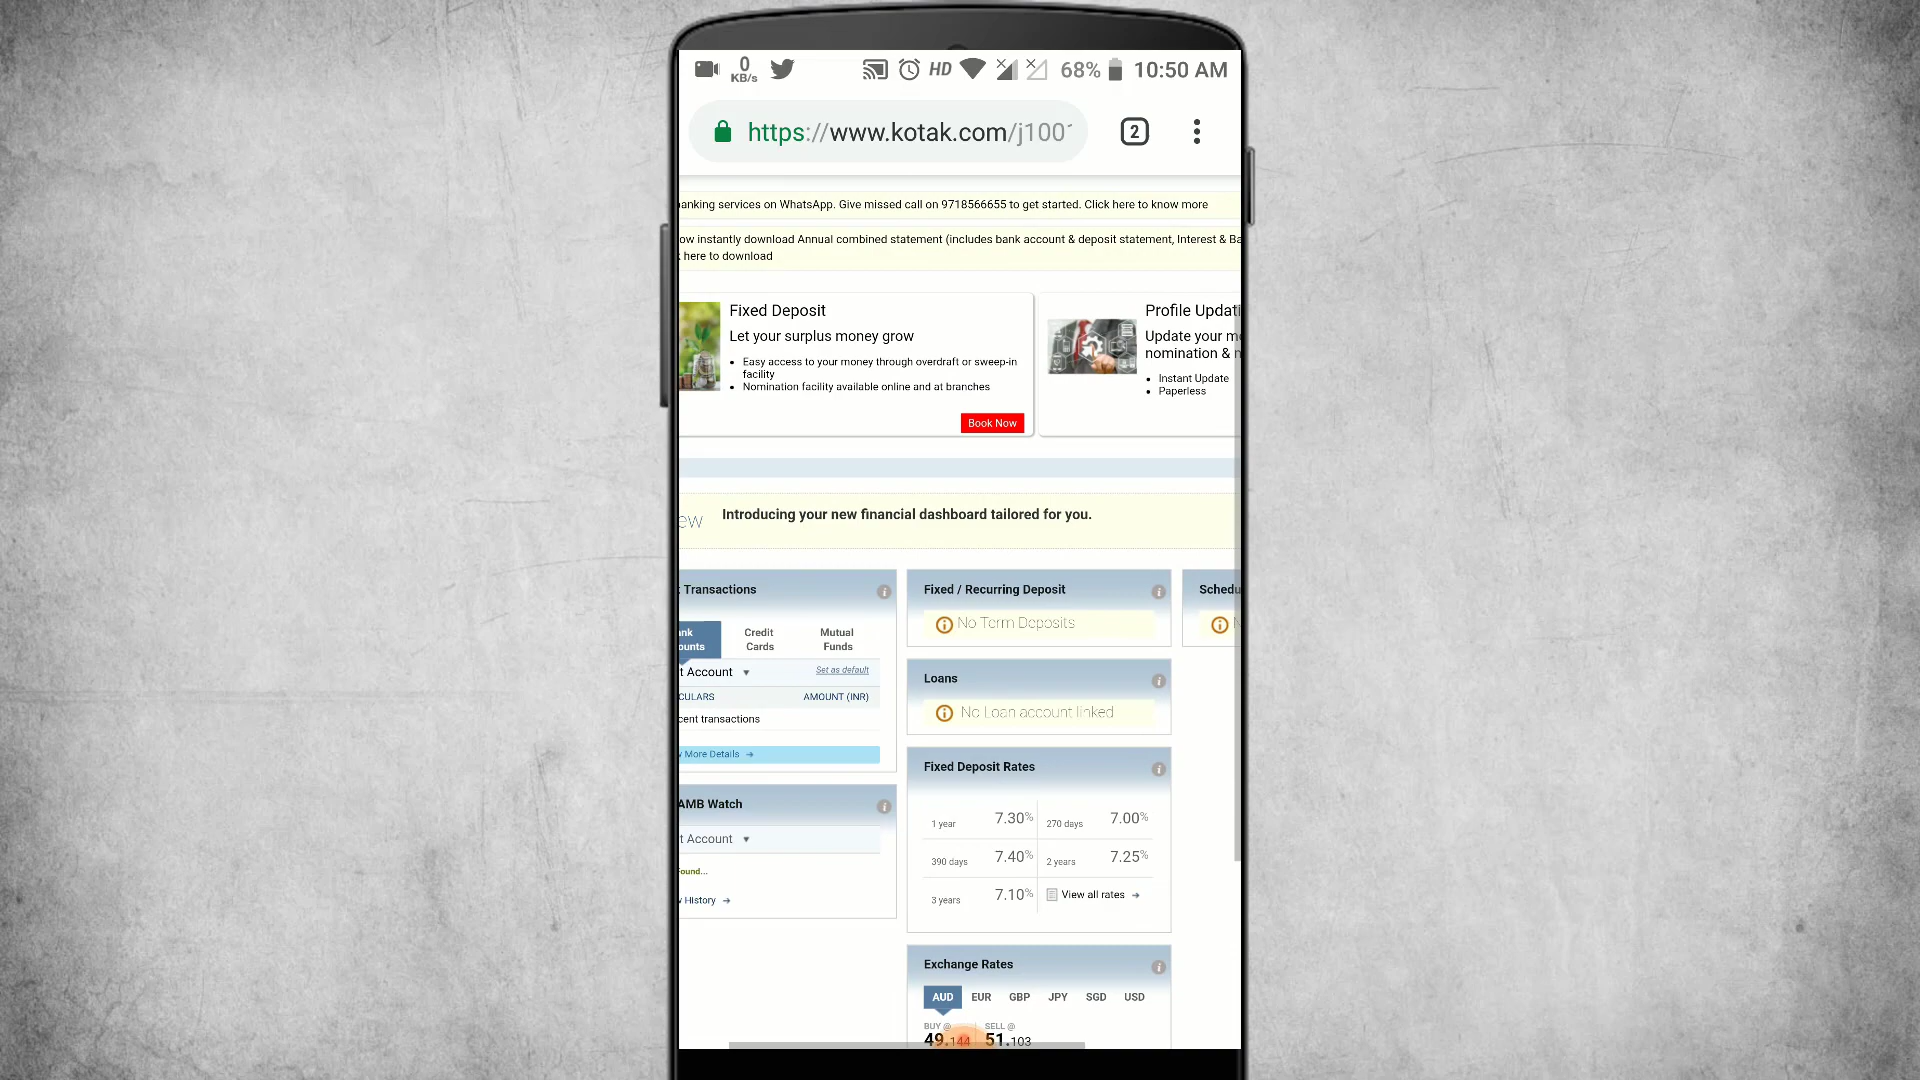 0
KB/s
HD
68%
10:50 AM
https://www.kotak.com/j100
2
anking services on WhatsApp. Give missed call on 9718566655 to get started. Click here to know more
ow instantly download Annual combined statement (includes bank account & deposit statement, Interest & Ba
here to download
Fixed Deposit
Let your surplus money grow
• Easy access to your money through overdraft or sweep-in
facility
• Nomination facility available online and at branches
Book Now
Profile Updati
Update your m
nomination & n
• Instant Update
• Paperless
ew
Introducing your new financial dashboard tailored for you.
Transactions
ank
ounts
Credit
Cards
Mutual
Funds
t Account
Set as default
CULARS
AMOUNT (INR)
cent transactions
More Details
AMB Watch
t Account
Found...
History
Fixed / Recurring Deposit
No Term Deposits
Loans
No Loan account linked
Fixed Deposit Rates
1 year 7.30%
270 days 7.00%
390 days 7.40%
2 years 7.25%
3 years 7.10%
View all rates
Exchange Rates
AUD EUR GBP JPY SGD USD
BUY @
SELL @
49.144
51.103
Schedu